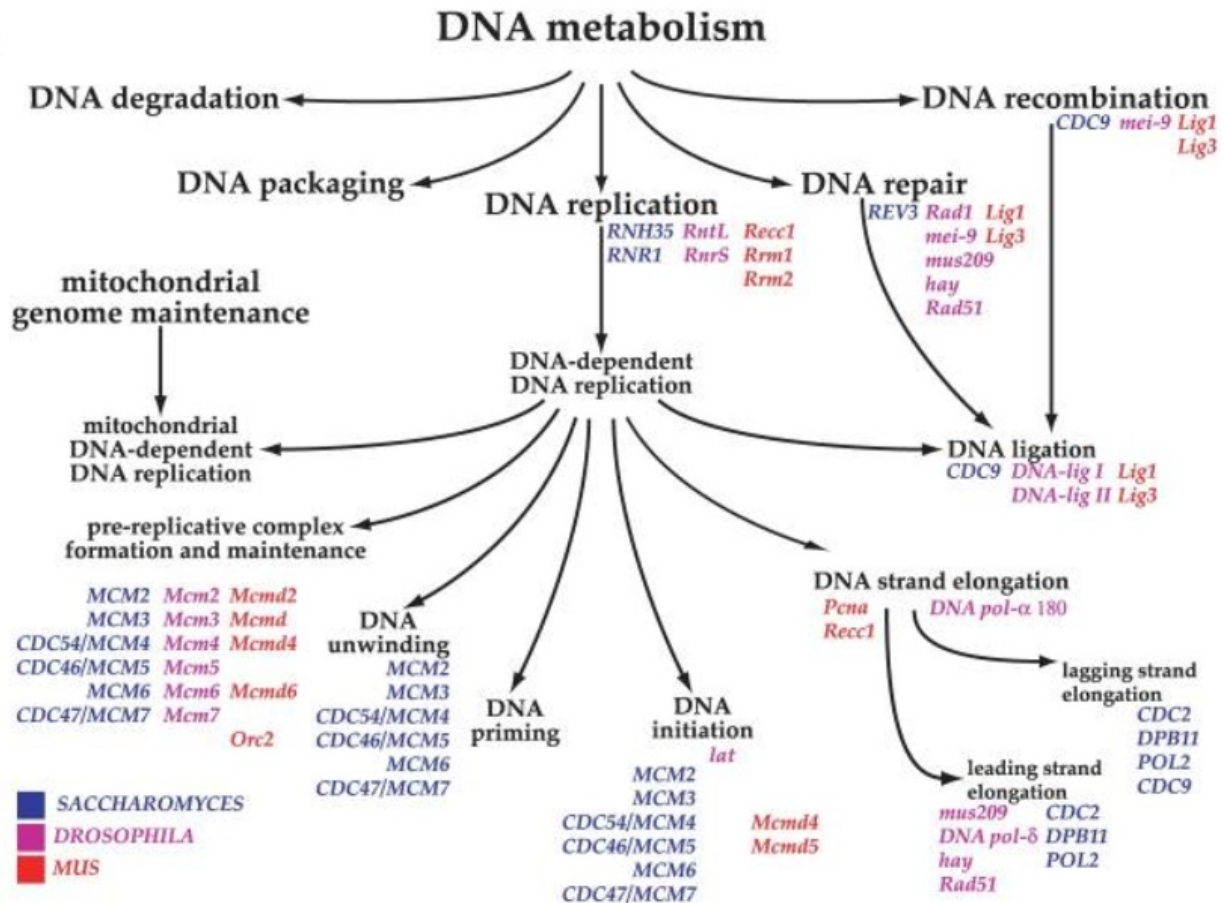 DNA metabolism
DNA degradation
DNA recombination
CDC9 mei-9 Lig1
Lig3
DNA packaging
DNA repair
REV3 Rad1 Lig1
mei-9 Lig3
mus209
hay
Rad51
DNA replication
RNH35 RntL Recc1
RNR1 RnrS Rrm1
Rrm2
mitochondrial
genome maintenance
DNA-dependent
DNA replication
mitochondrial
DNA-dependent
DNA replication
DNA ligation
CDC9 DNA-lig I Lig1
DNA-lig II Lig3
pre-replicative complex
formation and maintenance
MCM2 Mcm2 Mcmd2
MCM3 Mcm3 Mcmd
CDC54/MCM4 Mcm4 Mcmd4
CDC46/MCM5 Mcm5
MCM6 Mcm6 Mcmd6
CDC47/MCM7 Mcm7
Orc2
DNA
unwinding
MCM2
MCM3
CDC54/MCM4
CDC46/MCM5
MCM6
CDC47/MCM7
DNA
priming
DNA
initiation
lat
MCM2
MCM3
CDC54/MCM4 Mcmd4
CDC46/MCM5 Mcmd5
MCM6
CDC47/MCM7
DNA strand elongation
Pcna DNA pol-α 180
Recc1
lagging strand
elongation
CDC2
DPB11
POL2
CDC9
leading strand
elongation
mus209 CDC2
DNA pol-δ DPB11
hay POL2
Rad51
SACCHAROMYCES
DROSOPHILA
MUS